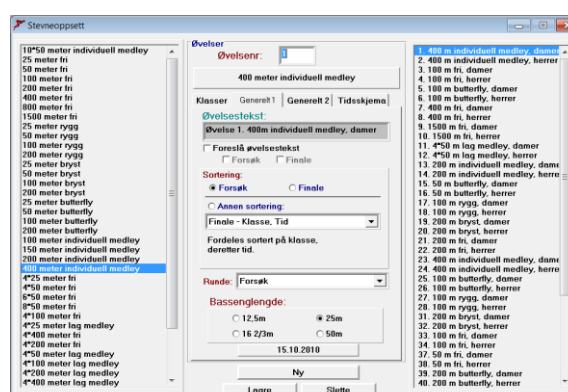 Stevneoppsett
10*50 meter individuell medley
25 meter fri
50 meter fri
100 meter fri
200 meter fri
400 meter fri
800 meter fri
1500 meter fri
25 meter rygg
50 meter rygg
100 meter rygg
200 meter rygg
25 meter bryst
50 meter bryst
100 meter bryst
200 meter bryst
25 meter butterfly
50 meter butterfly
100 meter butterfly
200 meter butterfly
100 meter individuell medley
150 meter individuell medley
200 meter individuell medley
400 meter individuell medley
4*25 meter fri
4*50 meter fri
6*50 meter fri
8*50 meter fri
4*100 meter fri
4*25 meter lag medley
4*400 meter fri
4*200 meter fri
4*50 meter lag medley
4*100 meter lag medley
4*200 meter lag medley
4*400 meter lag medley
Øvelser
Øvelsenr:
1
400 meter individuell medley
Klasser
Generelt 1
Generelt 2
Tidsskjema
Øvelsestekst:
Øvelse 1. 400m individuell medley, damer
Foreslå øvelsestekst
Forsøk
Finale
Sortering:
Forsøk
Finale
Annen sortering:
Finale - Klasse, Tid
Fordeles sortert på klasse,
deretter tid.
Runde:
Forsøk
Bassenglengde:
12,5m
25m
16 2/3m
50m
15.10.2010
Ny
Lagre
Slette
1. 400 m individuell medley, damer
2. 400 m individuell medley, herrer
3. 100 m fri, damer
4. 100 m fri, herrer
5. 100 m butterfly, damer
6. 100 m butterfly, herrer
7. 400 m fri, damer
8. 400 m fri, herrer
9. 1500 m fri, damer
10. 1500 m fri, herrer
11. 4*50 m lag medley, damer
12. 4*50 m lag medley, herrer
13. 200 m individuell medley, damer
14. 200 m individuell medley, herrer
15. 50 m butterfly, damer
16. 50 m butterfly, herrer
17. 100 m rygg, damer
18. 100 m rygg, herrer
19. 200 m bryst, damer
20. 200 m bryst, herrer
21. 200 m fri, damer
22. 200 m fri, herrer
23. 400 m individuell medley, damer
24. 400 m individuell medley, herre
25. 100 m butterfly, damer
26. 100 m butterfly, herrer
27. 100 m rygg, damer
28. 100 m rygg, herrer
31. 200 m bryst, damer
32. 200 m bryst, herrer
33. 100 m fri, damer
34. 100 m fri, herrer
37. 50 m fri, damer
38. 50 m fri, herrer
39. 200 m butterfly, damer
40. 200 m butterfly, herrer